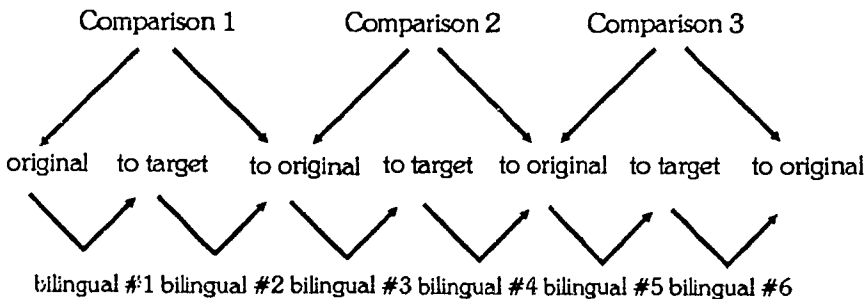 Comparison 1 Comparison 2 Comparison 3
original to target to original to target to original to target to original
bilingual #1 bilingual #2 bilingual #3 bilingual #4 bilingual #5 bilingual #6